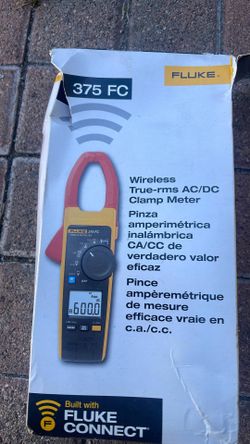 375 FC
FLUKE
Wireless
True-rms AC/DC
Clamp Meter
Pinza
amperimétrica
inalámbrica
CA/CC de
verdadero valor
eficaz
Pince
ampèremétrique
de mesure
efficace vraie en
c.a./c.c.
FLUKE
600.0
Built with
FLUKE
CONNECT